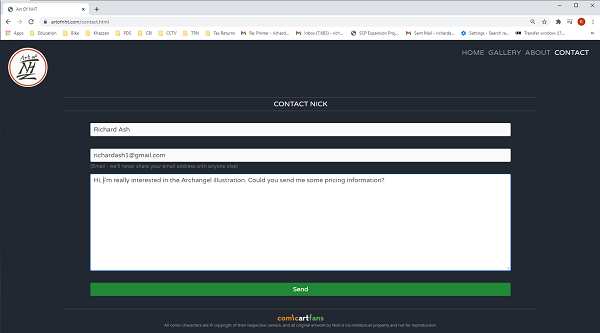 Art Of NHT
artofnht.com/contact.html
Apps Education Bike Khazzan POS CBI CCTV TRN Tax Returns Re: Printer - richard... Inbox (7,883) - rich... SCP Expansion Proj... Sent Mail - richarda... Settings - Search re... Transfer window: £1...
Art of
NH
HOME GALLERY ABOUT CONTACT
CONTACT NICK
Richard Ash
richardash1@gmail.com
(Email - we'll never share your email address with anyone else)
Hi, I'm really interested in the Archangel illustration. Could you send me some pricing information?
Send
comicartfans
All comic characters are © copyright of their respective owners, and all original artwork by Nick is his intellectual property and not for reproduction.